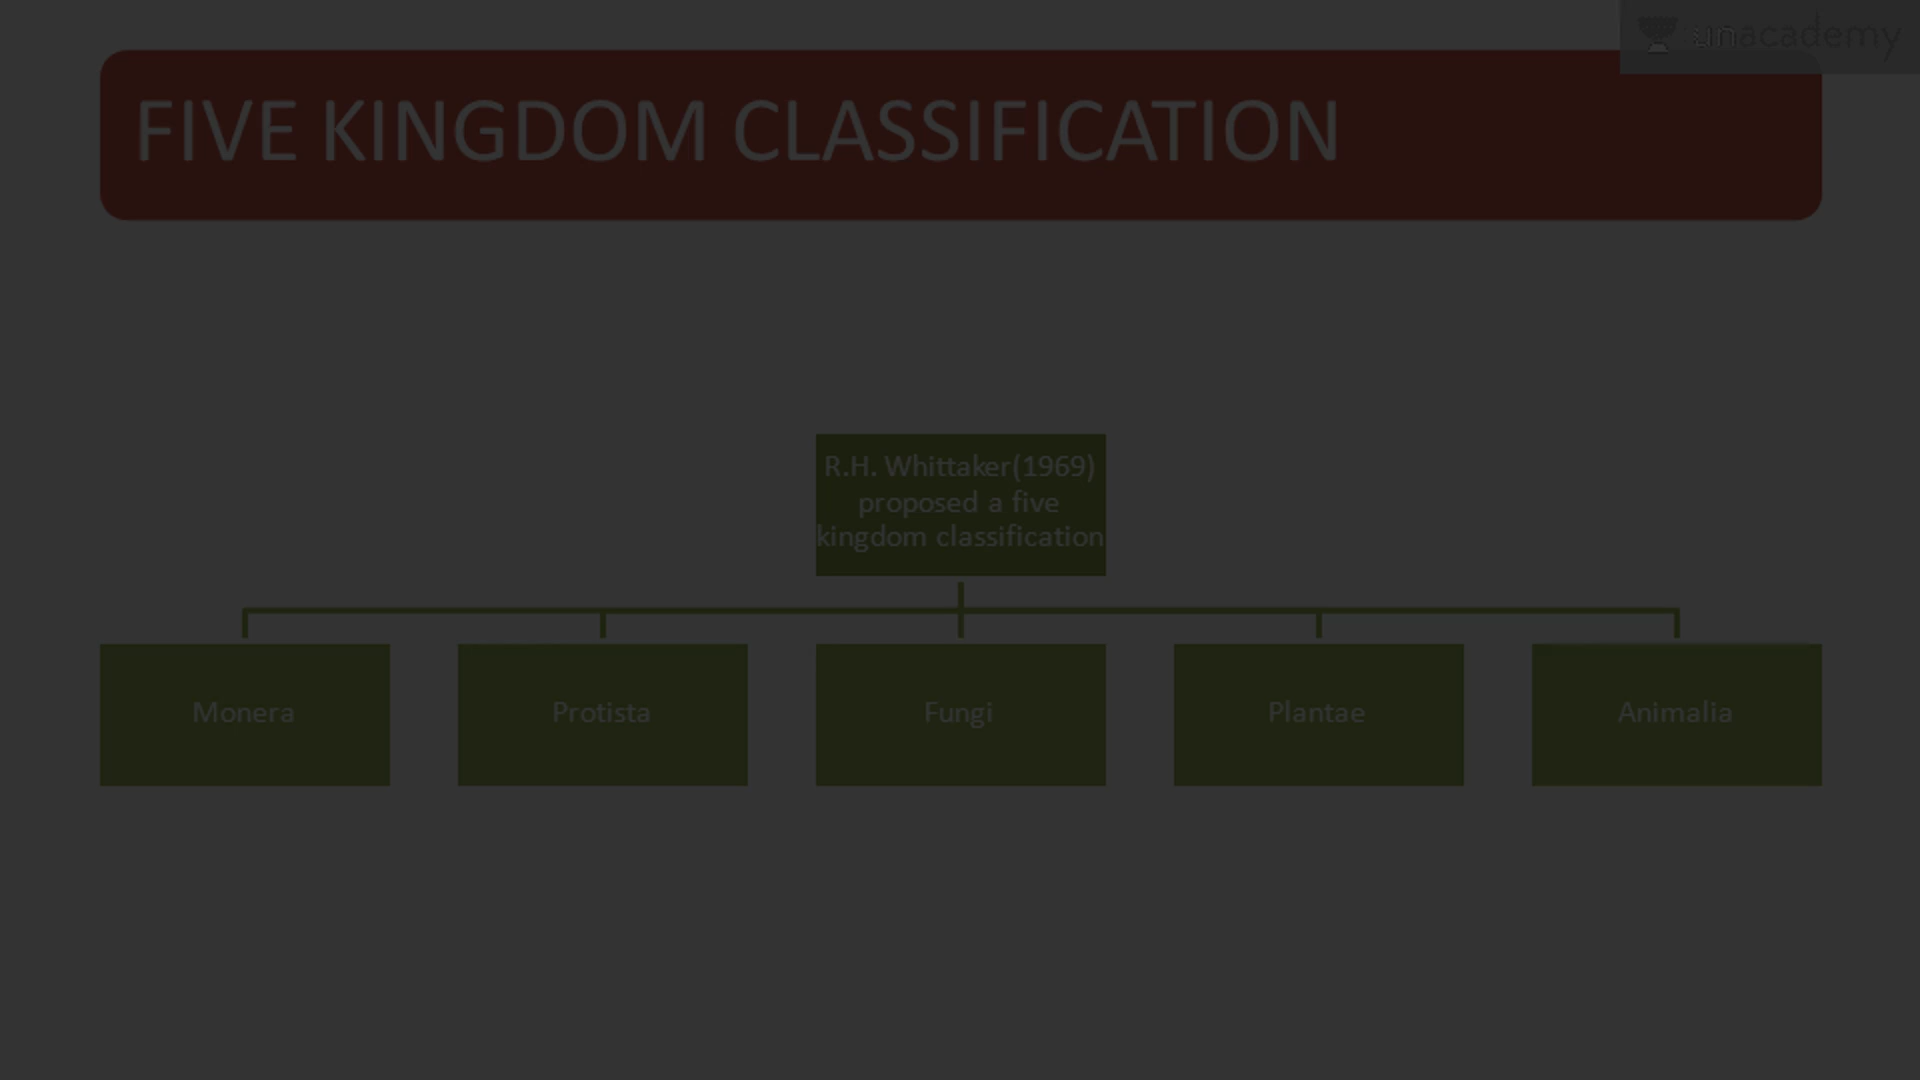 unacademy
FIVE KINGDOM CLASSIFICATION
R.H. Whittaker(1969)
proposed a five
kingdom classification
Monera
Protista
Fungi
Plantae
Animalia